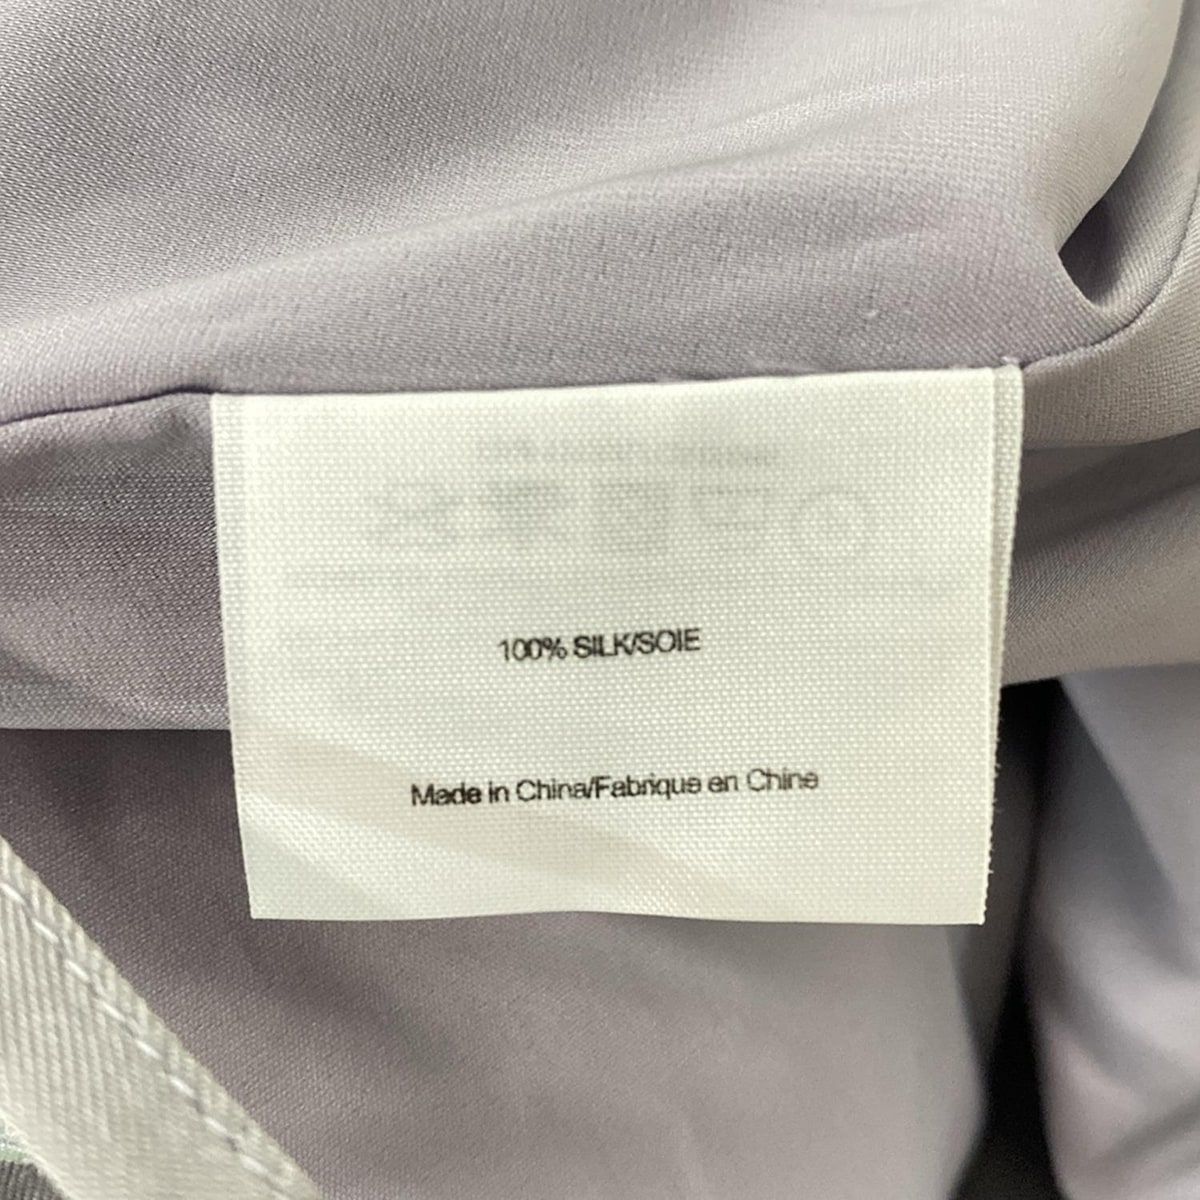 100% SILK/SOIE
Made in China/Fabrique en Chine